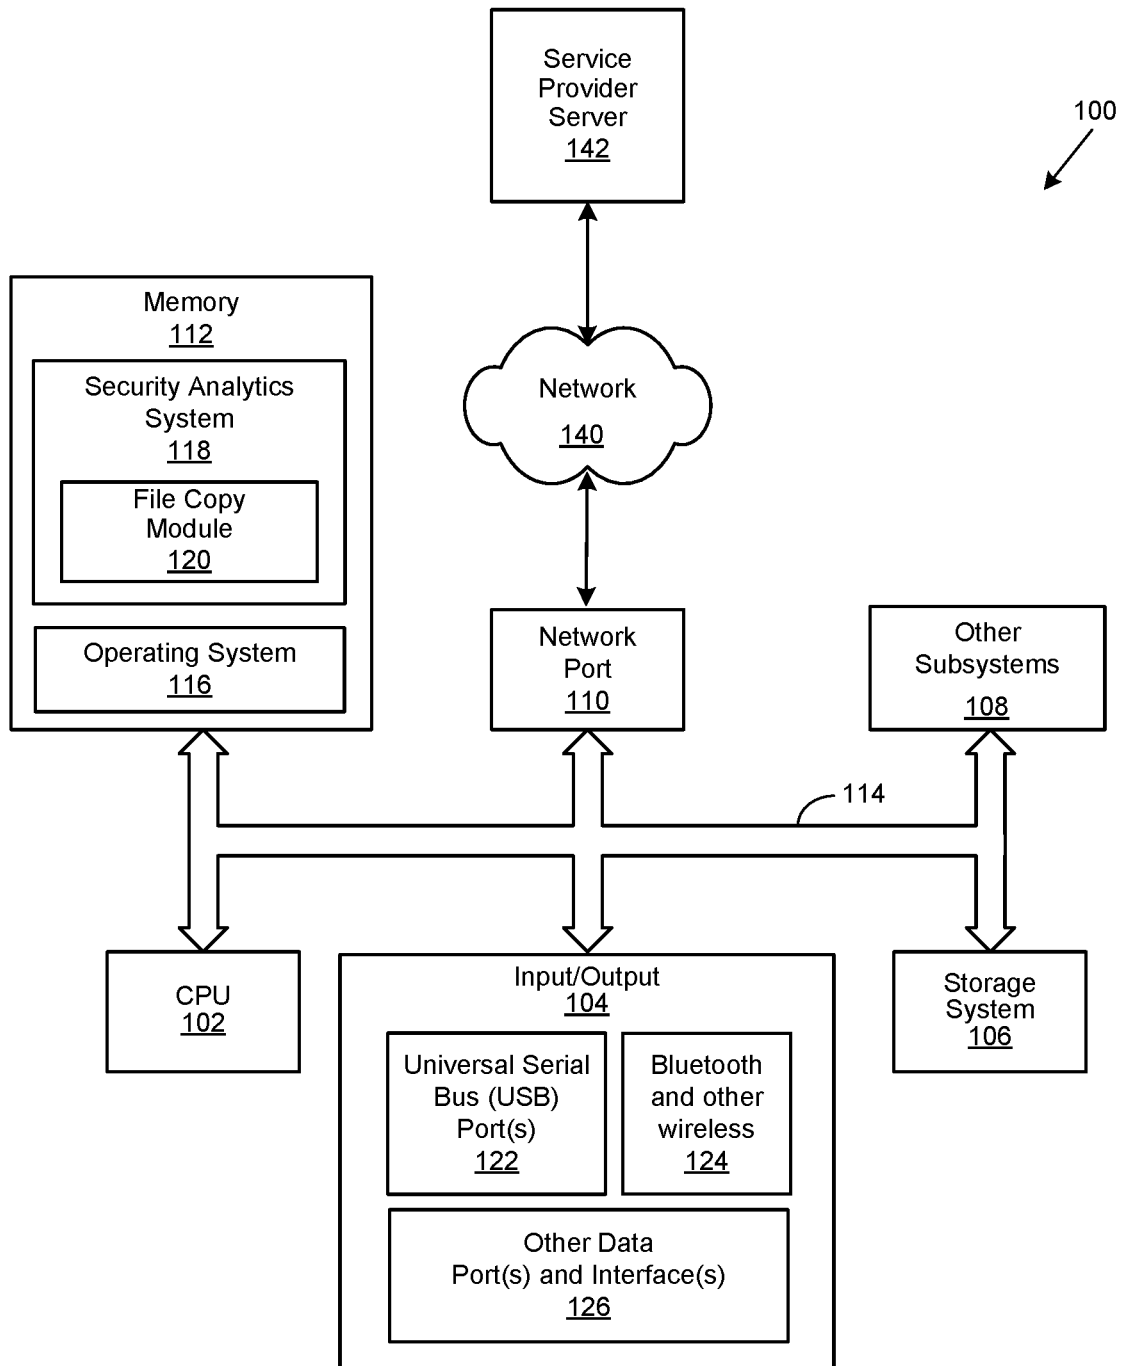 Service
Provider
Server
142
100
Memory
112
Security Analytics
System
118
File Copy
Module
120
Operating System
116
Network
140
Network
Port
110
Other
Subsystems
108
114
CPU
102
Input/Output
104
Universal Serial
Bus (USB)
Port(s)
122
Bluetooth
and other
wireless
124
Other Data
Port(s) and Interface(s)
126
Storage
System
106